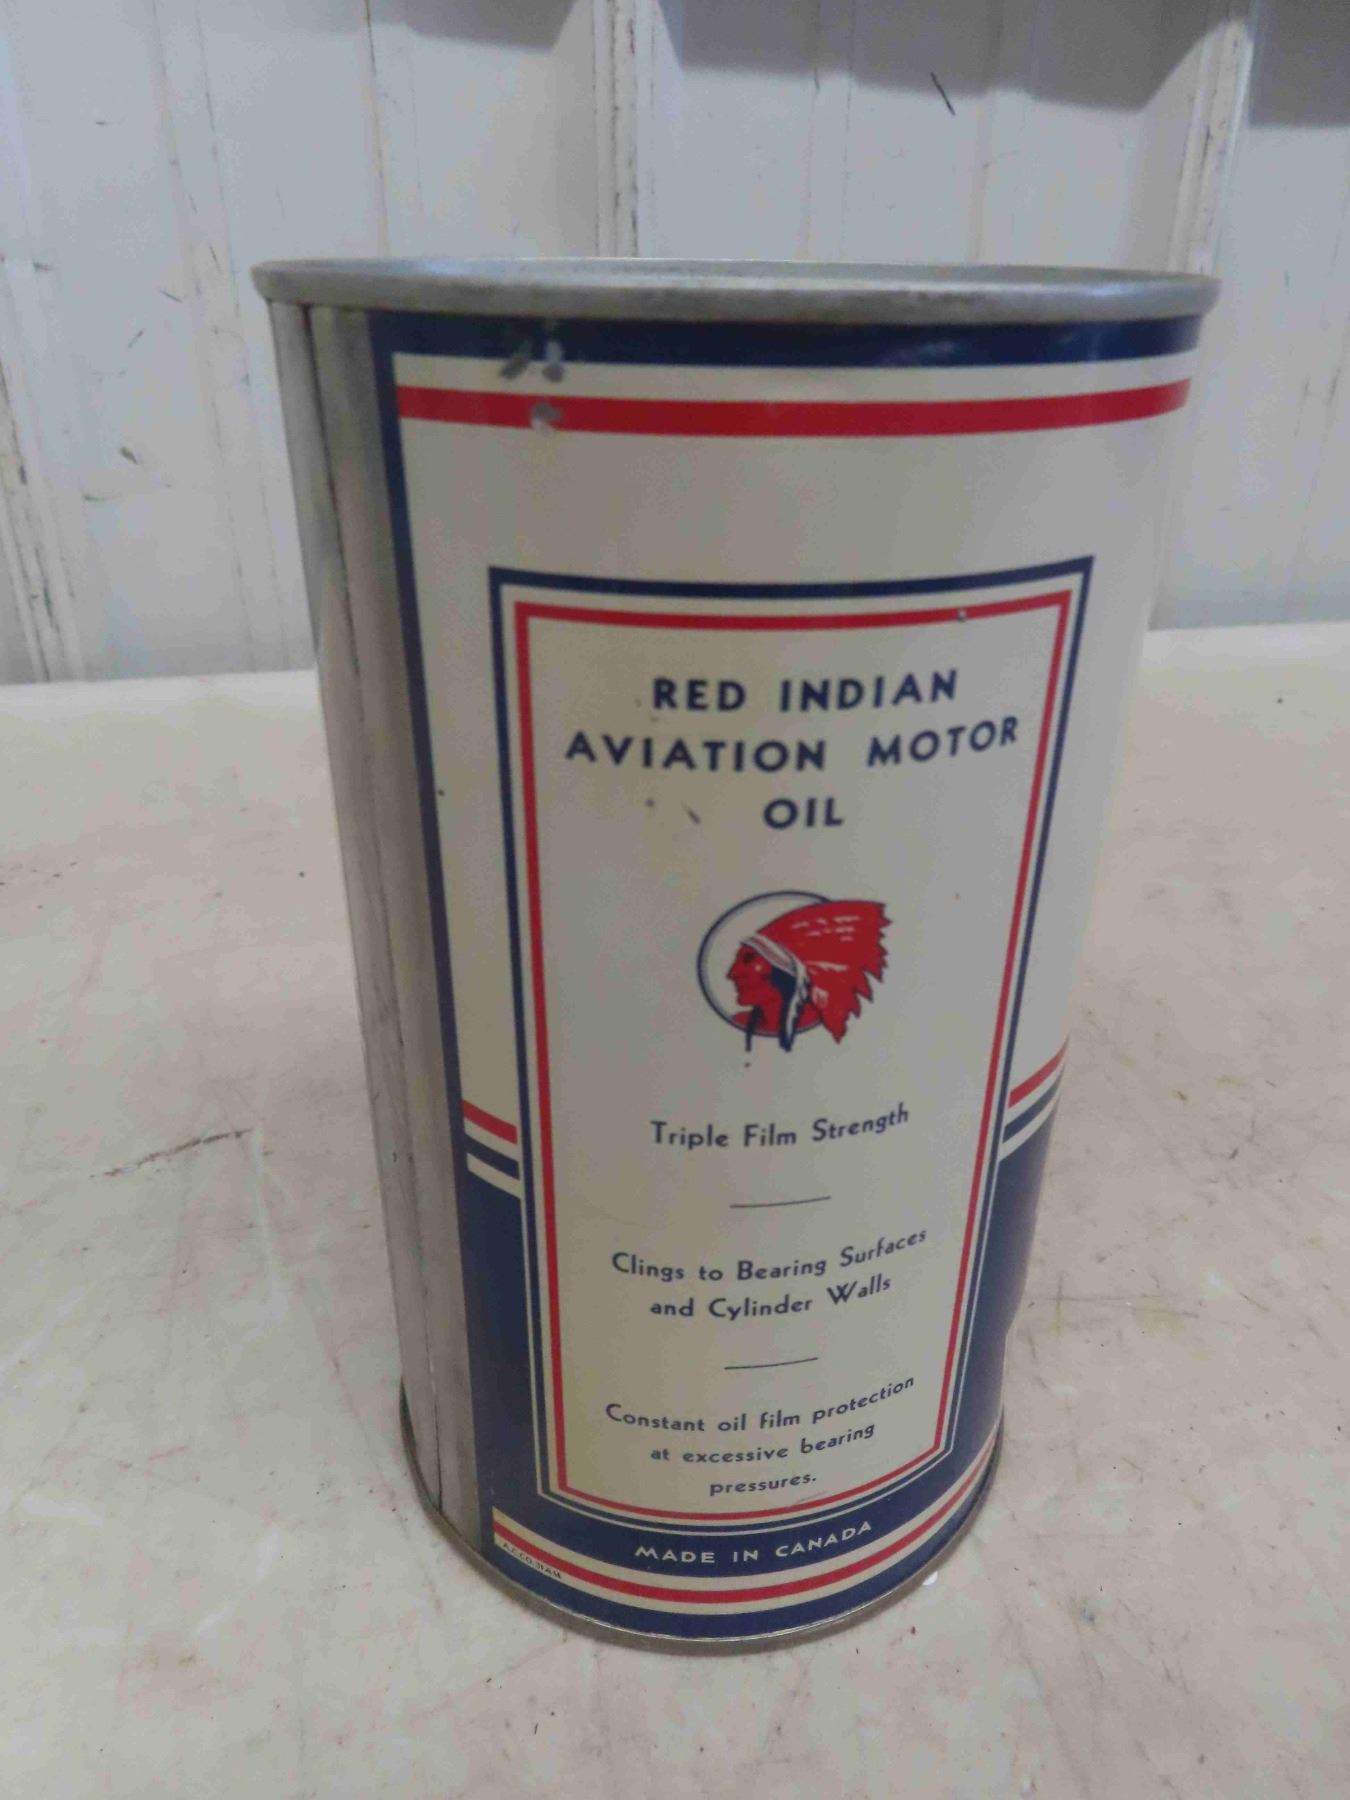 RED INDIAN
AVIATION MOTOR
OIL
Triple Film Strength
Clings to Bearing Surfaces
and Cylinder Walls
Constant oil film protection
at excessive bearing
pressures.
MADE IN CANADA